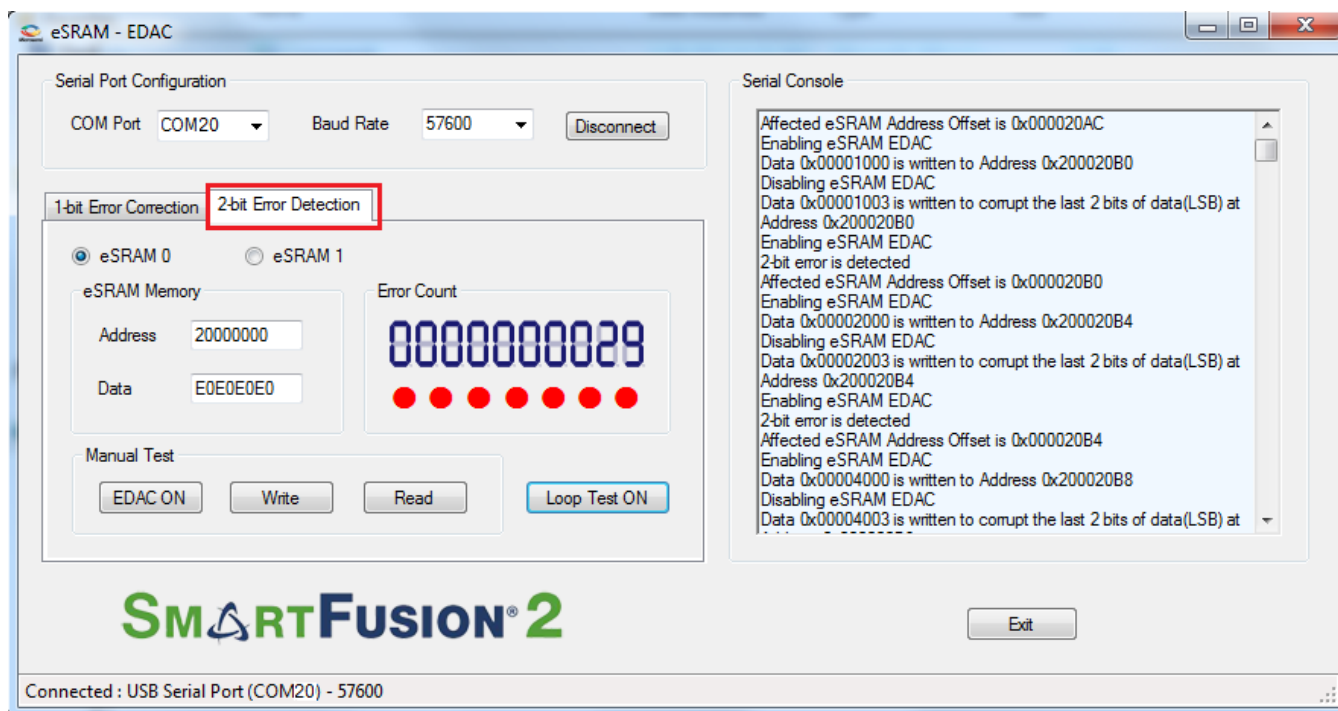 eSRAM - EDAC
Serial Port Configuration
COM Port COM20 Baud Rate 57600 Disconnect
1-bit Error Correction 2-bit Error Detection
eSRAM 0 eSRAM 1
eSRAM Memory
Address 20000000
Data E0E0E0E0
Error Count
0000000029
Manual Test
EDAC ON Write Read Loop Test ON
Serial Console
Affected eSRAM Address Offset is 0x000020AC
Enabling eSRAM EDAC
Data 0x00001000 is written to Address 0x200020B0
Disabling eSRAM EDAC
Data 0x00001003 is written to corrupt the last 2 bits of data(LSB) at
Address 0x200020B0
Enabling eSRAM EDAC
2-bit error is detected
Affected eSRAM Address Offset is 0x000020B0
Enabling eSRAM EDAC
Data 0x00002000 is written to Address 0x200020B4
Disabling eSRAM EDAC
Data 0x00002003 is written to corrupt the last 2 bits of data(LSB) at
Address 0x200020B4
Enabling eSRAM EDAC
2-bit error is detected
Affected eSRAM Address Offset is 0x000020B4
Enabling eSRAM EDAC
Data 0x00004000 is written to Address 0x200020B8
Disabling eSRAM EDAC
Data 0x00004003 is written to corrupt the last 2 bits of data(LSB) at
SMARTFUSION® 2
Exit
Connected : USB Serial Port (COM20) - 57600